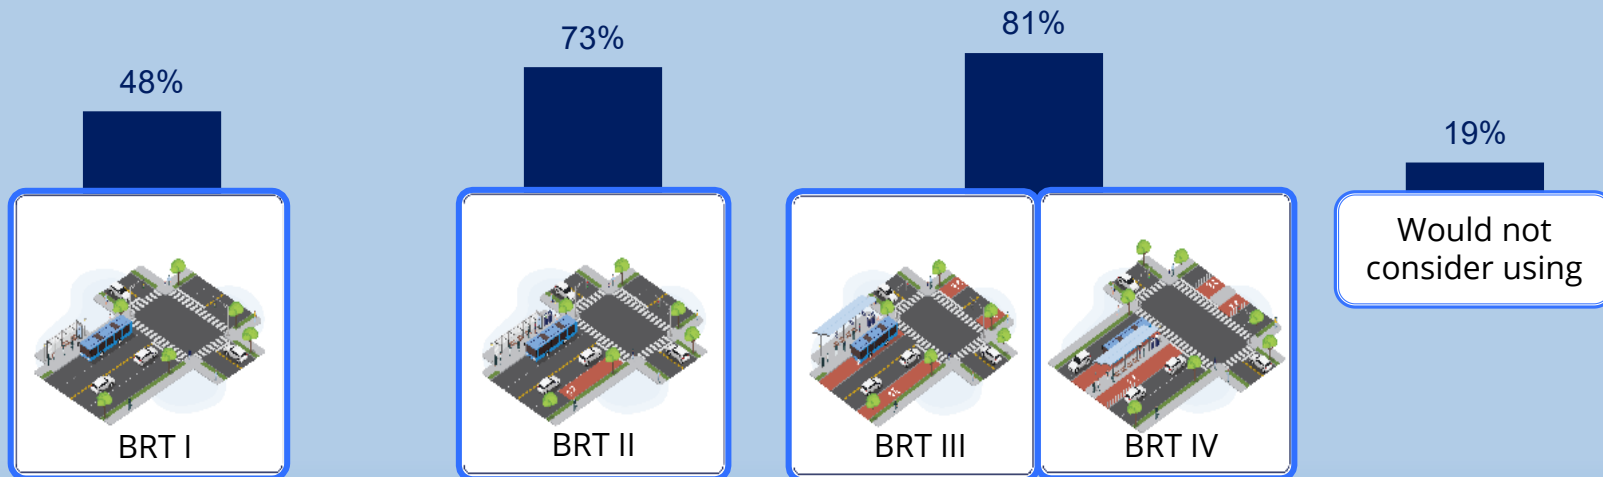 48%
73%
81%
19%
BRT I
BRT II
BRT III
BRT IV
Would not
consider using